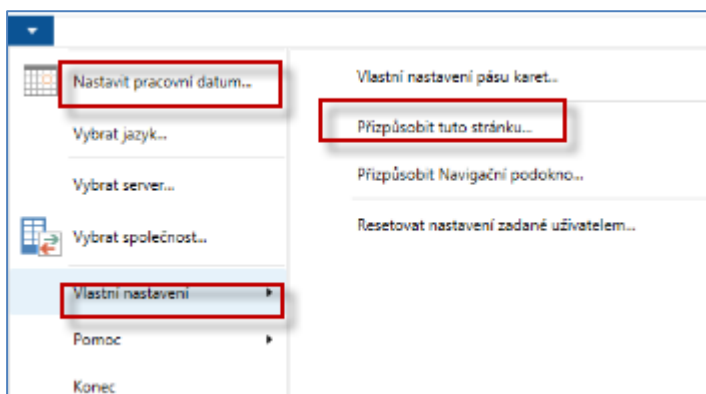 Nastavit pracovní datum...
Vybrat jazyk...
Vybrat server...
Vybrat společnost...
Vlastní nastavení
Pomoc
Konec
Vlastní nastavení pásu karet...
Přizpůsobit tuto stránku...
Přizpůsobit Navigační podokno...
Resetovat nastavení zadané uživatelem...